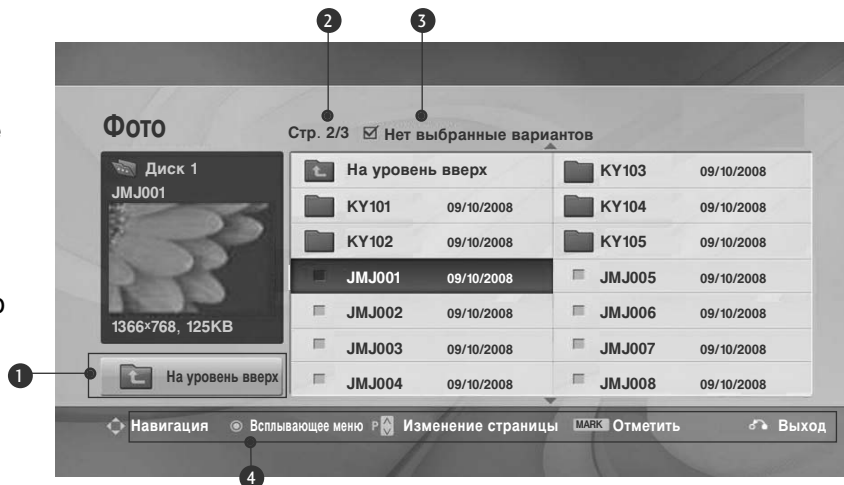 2 3
Фото
Стр. 2/3 Нет выбранные вариантов
Диск 1
JMJ001
1366x768, 125KB
На уровень вверх
На уровень вверх
KY101 09/10/2008
KY102 09/10/2008
JMJ001 09/10/2008
JMJ002 09/10/2008
JMJ003 09/10/2008
JMJ004 09/10/2008
KY103 09/10/2008
KY104 09/10/2008
KY105 09/10/2008
JMJ005 09/10/2008
JMJ006 09/10/2008
JMJ007 09/10/2008
JMJ008 09/10/2008
1
Навигация Всплывающее меню P Изменение страницы MARK Отметить Выход
4